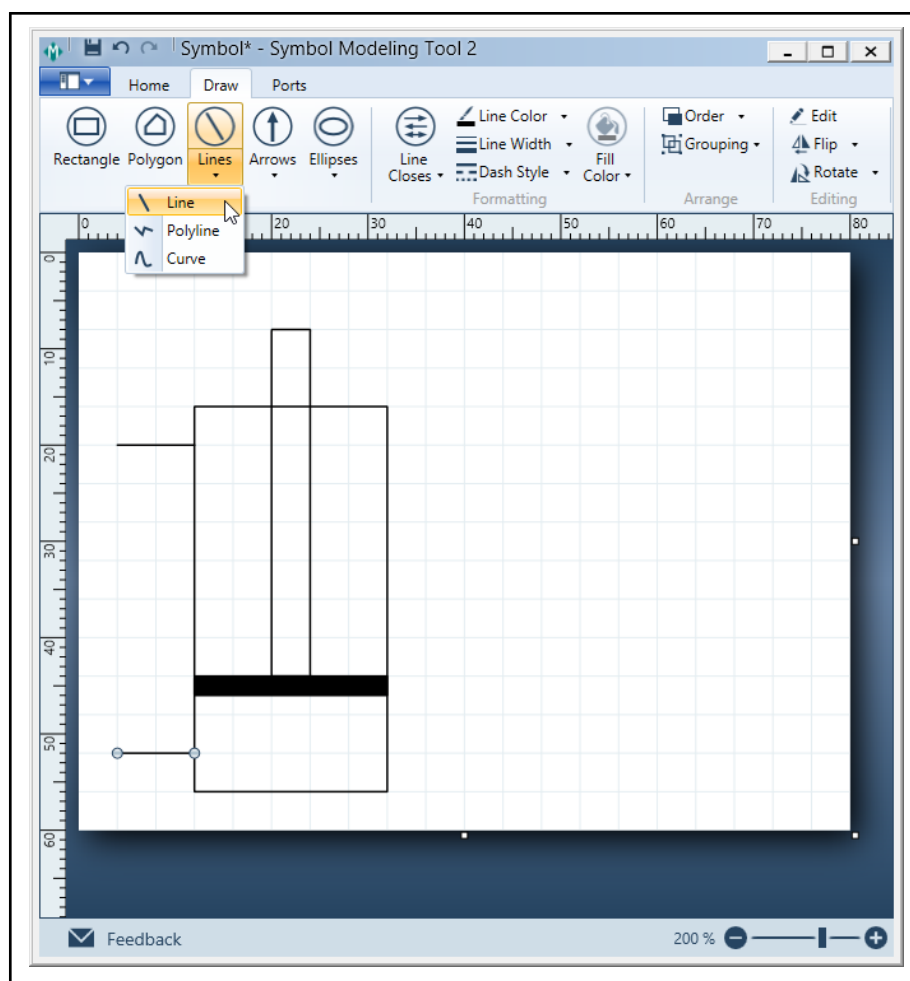 Symbol* - Symbol Modeling Tool 2
Home Draw Ports
Rectangle Polygon Lines Arrows Ellipses
Line Closes
Line Color
Line Width
Dash Style
Fill Color
Formatting
Order
Grouping
Arrange
Edit
Flip
Rotate
Editing
Line
Polyline
Curve
0 20 30 40 50 60 70 80
0
10
20
30
40
50
60
Feedback
200 %